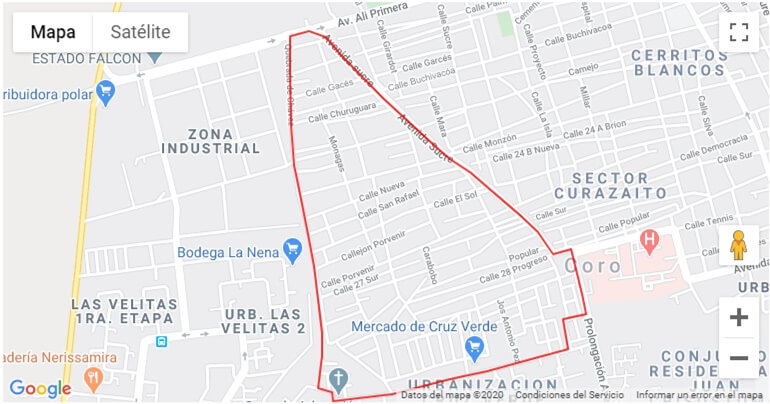 Mapa
Satélite
Av. Alí Primera
ESTADO FALCON
ribuidora polar
ZONA
INDUSTRIAL
Quebrada de Chávez
Avenida sucre
Calle Girardot
Calle Sucre
Calle Garcés
Calle Buchivacoa
Calle Proyecto
Camejo
Millar
CERRITOS
BLANCOS
Calle Gacés
Calle Churuguara
Calle Mara
Avenida Sucre
Calle La Isla
Calle 24 A Brion
Calle Silva
Calle Monzón
Calle 24 B Nueva
Calle Democracia
Calle Sur
Monagas
Calle Nueva
Calle San Rafael
Calle El Sol
SECTOR
CURAZAITO
Calle Sur
Calle Popular
Calle Tennis
Callejon Porvenir
Carabobo
Popular
Coro
H
Avenida
Bodega La Nena
Calle Porvenir
Calle 27 Sur
Calle 28 Progreso
URB
LAS VELITAS
1RA. ETAPA
URB. LAS
VELITAS 2
Mercado de Cruz Verde
Prolongación A
CONJU
RESIDE
JUAN
adería Nerissamira
URBANIZACION
Google
Datos del mapa ©2020
Condiciones del Servicio
Informar un error en el mapa